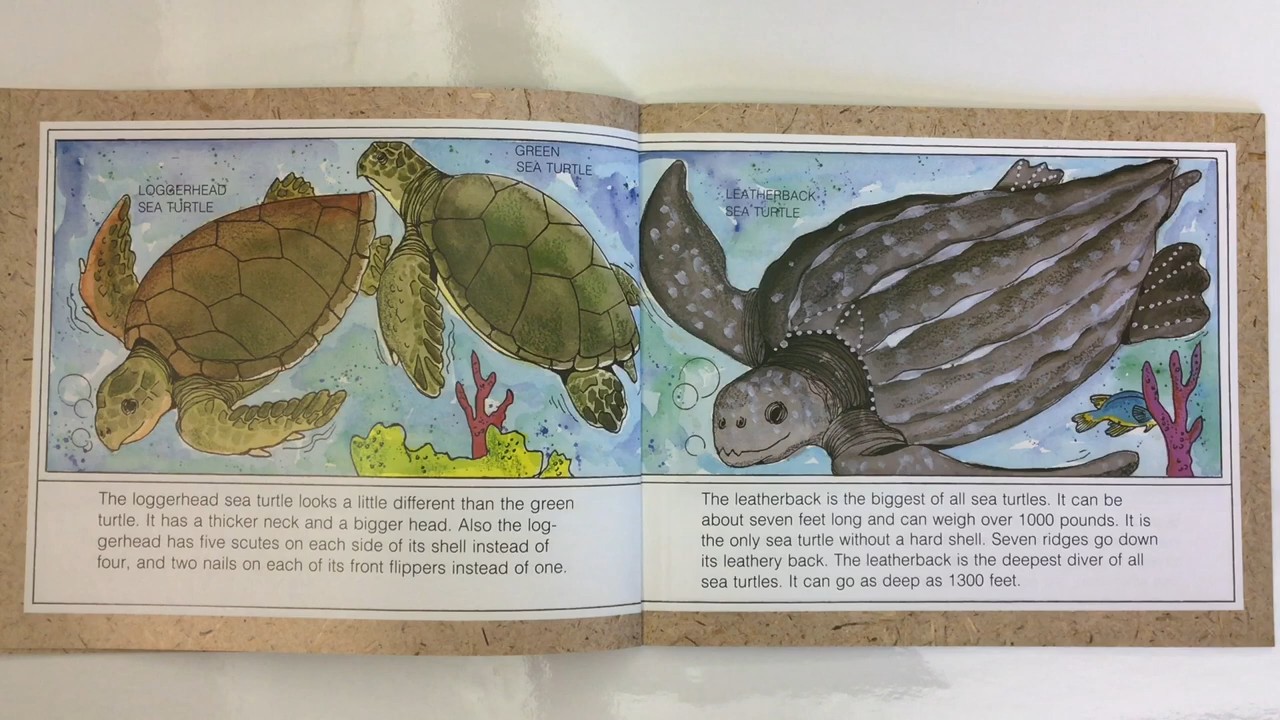 LOGGERHEAD
SEA TURTLE
GREEN
SEA TURTLE
The loggerhead sea turtle looks a little different than the green
turtle. It has a thicker neck and a bigger head. Also the log-
gerhead has five scutes on each side of its shell instead of
four, and two nails on each of its front flippers instead of one.
LEATHERBACK
SEA TURTLE
The leatherback is the biggest of all sea turtles. It can be
about seven feet long and can weigh over 1000 pounds. It is
the only sea turtle without a hard shell. Seven ridges go down
its leathery back. The leatherback is the deepest diver of all
sea turtles. It can go as deep as 1300 feet.